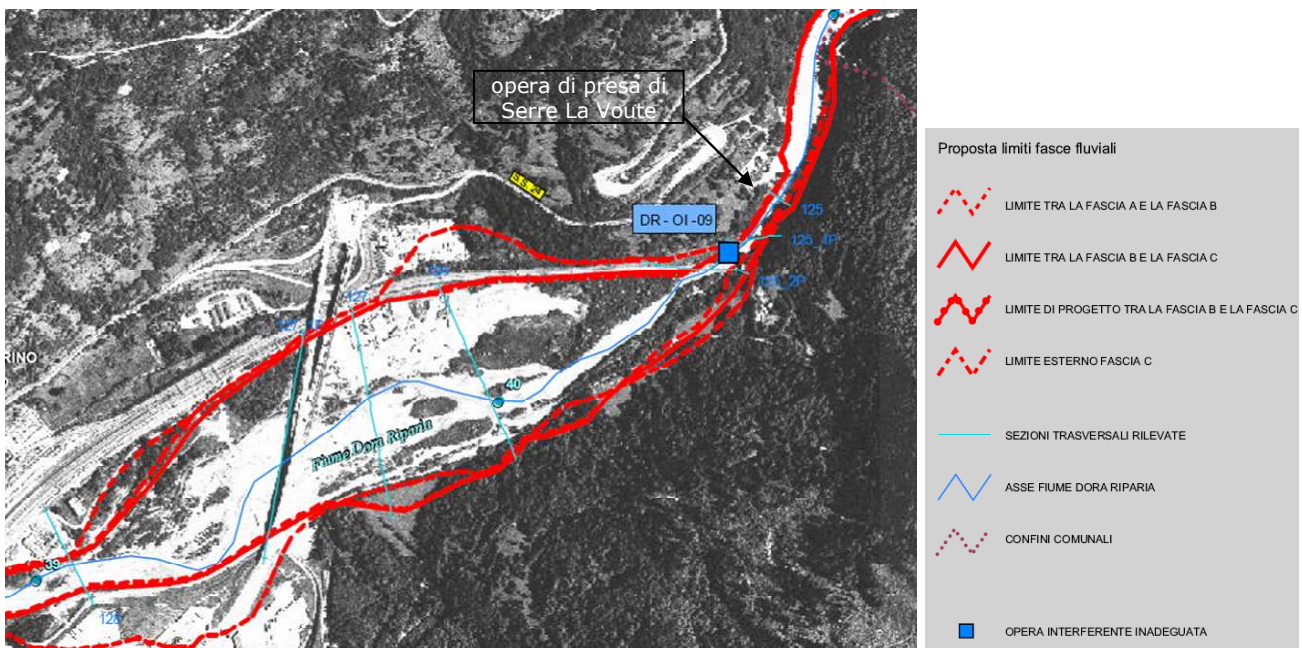 opera di presa di
Serre La Voute
S.S. 24
DR - OI -09
125
125_1P
125_2P
126
127
127_1P
RINO
40
Fiume Dora Riparia
39
128
Proposta limiti fasce fluviali
LIMITE TRA LA FASCIA A E LA FASCIA B
LIMITE TRA LA FASCIA B E LA FASCIA C
LIMITE DI PROGETTO TRA LA FASCIA B E LA FASCIA C
LIMITE ESTERNO FASCIA C
SEZIONI TRASVERSALI RILEVATE
ASSE FIUME DORA RIPARIA
CONFINI COMUNALI
OPERA INTERFERENTE INADEGUATA